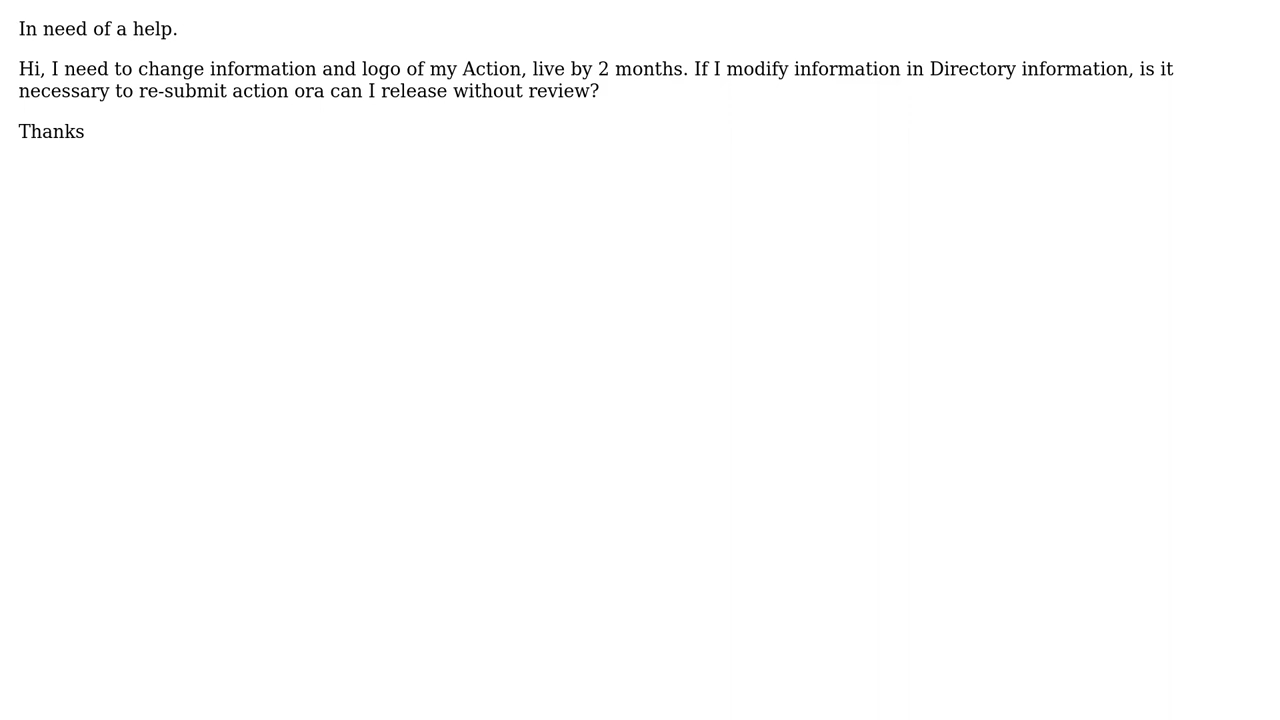 In need of a help.
Hi, I need to change information and logo of my Action, live by 2 months. If I modify information in Directory information, is it
necessary to re-submit action ora can I release without review?
Thanks